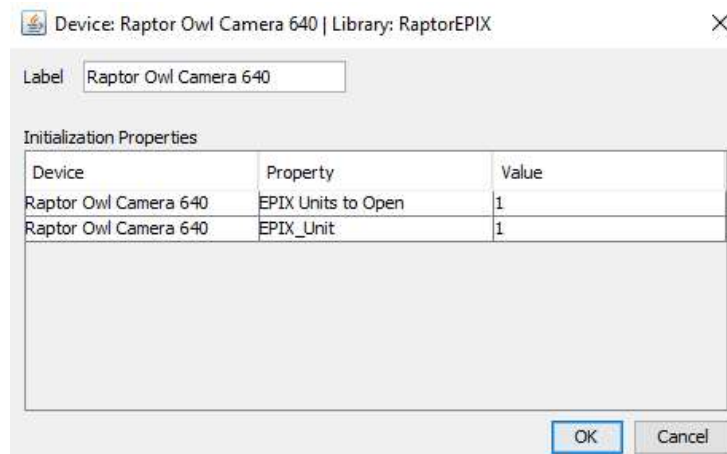 Device: Raptor Owl Camera 640 | Library: RaptorEPIX
Label Raptor Owl Camera 640
Initialization Properties
Device Property Value
Raptor Owl Camera 640 EPIX Units to Open 1
Raptor Owl Camera 640 EPIX_Unit 1
OK Cancel